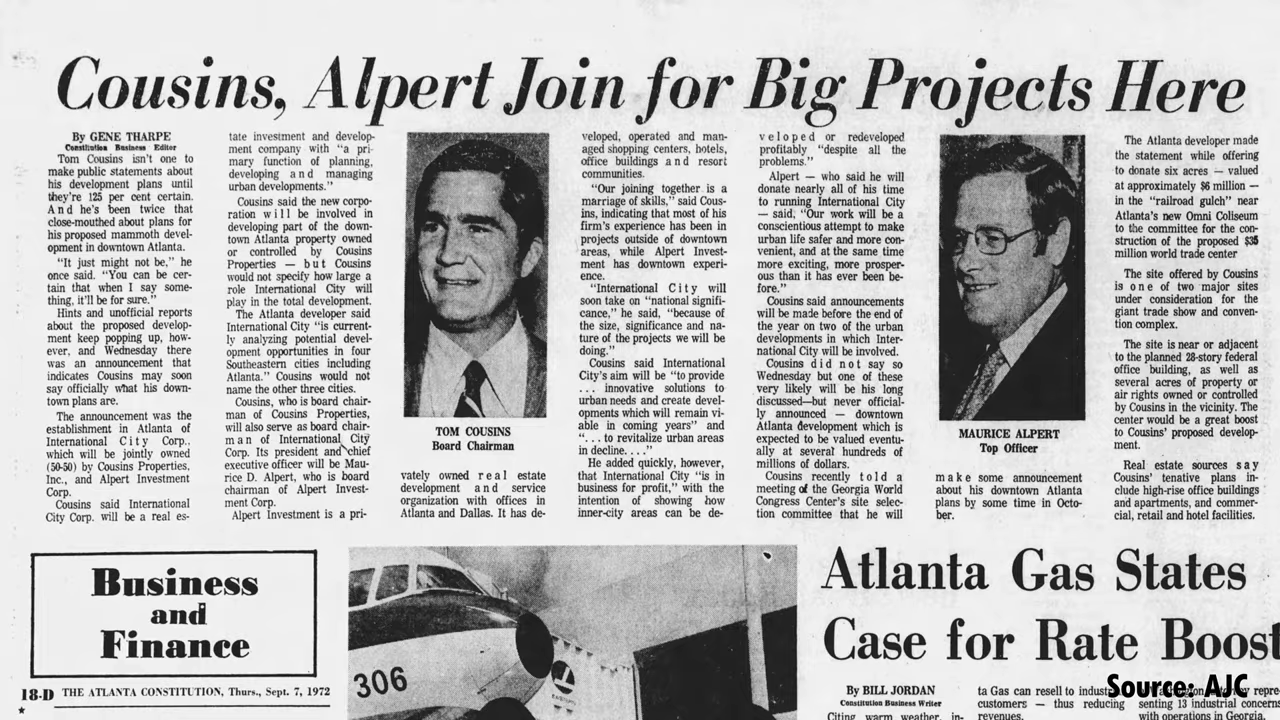 Cousins, Alpert Join for Big Projects Here
By GENE THARPE
Constitution Business Editor
Tom Cousins isn't one to
make public statements about
his development plans until
they're 125 per cent certain.
And he's been twice that
close-mouthed about plans for
his proposed mammoth devel-
opment in downtown Atlanta.
"It just might not be," he
once said. "You can be cer-
tain that when I say some-
thing, it'll be for sure."
Hints and unofficial reports
about the proposed develop-
ment keep popping up, how-
ever, and Wednesday there
was an announcement that
indicates Cousins may soon
say officially what his down-
town plans are.
The announcement was the
establishment in Atlanta of
International City Corp.,
which will be jointly owned
(50-50) by Cousins Properties,
Inc., and Alpert Investment
Corp.
Cousins said International
City Corp. will be a real es-
tate investment and develop-
ment company with "a pri-
mary function of planning,
developing and managing
urban developments."
Cousins said the new corpo-
ration will be involved in
developing part of the down-
town Atlanta property owned
or controlled by Cousins
Properties — but Cousins
would not specify how large a
role International City will
play in the total development.
The Atlanta developer said
International City "is current-
ly analyzing potential devel-
opment opportunities in four
Southeastern cities including
Atlanta." Cousins would not
name the other three cities.
Cousins, who is board chair-
man of Cousins Properties,
will also serve as board chair-
man of International City
Corp. Its president and chief
executive officer will be Mau-
rice D. Alpert, who is board
chairman of Alpert Invest-
ment Corp.
Alpert Investment is a pri-
TOM COUSINS
Board Chairman
vately owned real estate
development and service
organization with offices in
Atlanta and Dallas. It has de-
veloped, operated and man-
aged shopping centers, hotels,
office buildings and resort
communities.
"Our joining together is a
marriage of skills," said Cous-
ins, indicating that most of his
firm's experience has been in
projects outside of downtown
areas, while Alpert Invest-
ment has downtown experi-
ence.
"International City will
soon take on "national signifi-
cance," he said, "because of
the size, significance and na-
ture of the projects we will be
doing."
Cousins said International
City's aim will be "to provide
. . . innovative solutions to
urban needs and create devel-
opments which will remain vi-
able in coming years" and
". . . to revitalize urban areas
in decline. . . ."
He added quickly, however,
that International City "is in
business for profit," with the
intention of showing how
inner-city areas can be de-
veloped or redeveloped
profitably "despite all the
problems."
Alpert — who said he will
donate nearly all of his time
to running International City
— said, "Our work will be a
conscientious attempt to make
urban life safer and more con-
venient, and at the same time
more exciting, more prosper-
ous than it has ever been be-
fore."
Cousins said announcements
will be made before the end of
the year on two of the urban
developments in which Inter-
national City will be involved.
Cousins did not say so
Wednesday but one of these
very likely will be his long
discussed—but never official-
ly announced — downtown
Atlanta development which is
expected to be valued eventu-
ally at several hundreds of
millions of dollars.
Cousins recently told a
meeting of the Georgia World
Congress Center's site selec-
tion committee that he will
MAURICE ALPERT
Top Officer
make some announcement
about his downtown Atlanta
plans by some time in Octo-
ber.
The Atlanta developer made
the statement while offering
to donate six acres — valued
at approximately $6 million —
in the "railroad gulch" near
Atlanta's new Omni Coliseum
to the committee for the con-
struction of the proposed $35
million world trade center
The site offered by Cousins
is one of two major sites
under consideration for the
giant trade show and conven-
tion complex.
The site is near or adjacent
to the planned 28-story federal
office building, as well as
several acres of property or
air rights owned or controlled
by Cousins in the vicinity. The
center would be a great boost
to Cousins' proposed develop-
ment.
Real estate sources say
Cousins' tenative plans in-
clude high-rise office buildings
and apartments, and commer-
cial, retail and hotel facilities.
Business
and
Finance
18-D THE ATLANTA CONSTITUTION, Thurs., Sept. 7, 1972
306
Atlanta Gas States
Case for Rate Boost
By BILL JORDAN
Constitution Business Writer
Citing warm weather, in-
ta Gas can resell to
customers — thus reducing
revenues.
repre-
senting 13 industrial concerns
with operations in Georgia.
Source: AJC